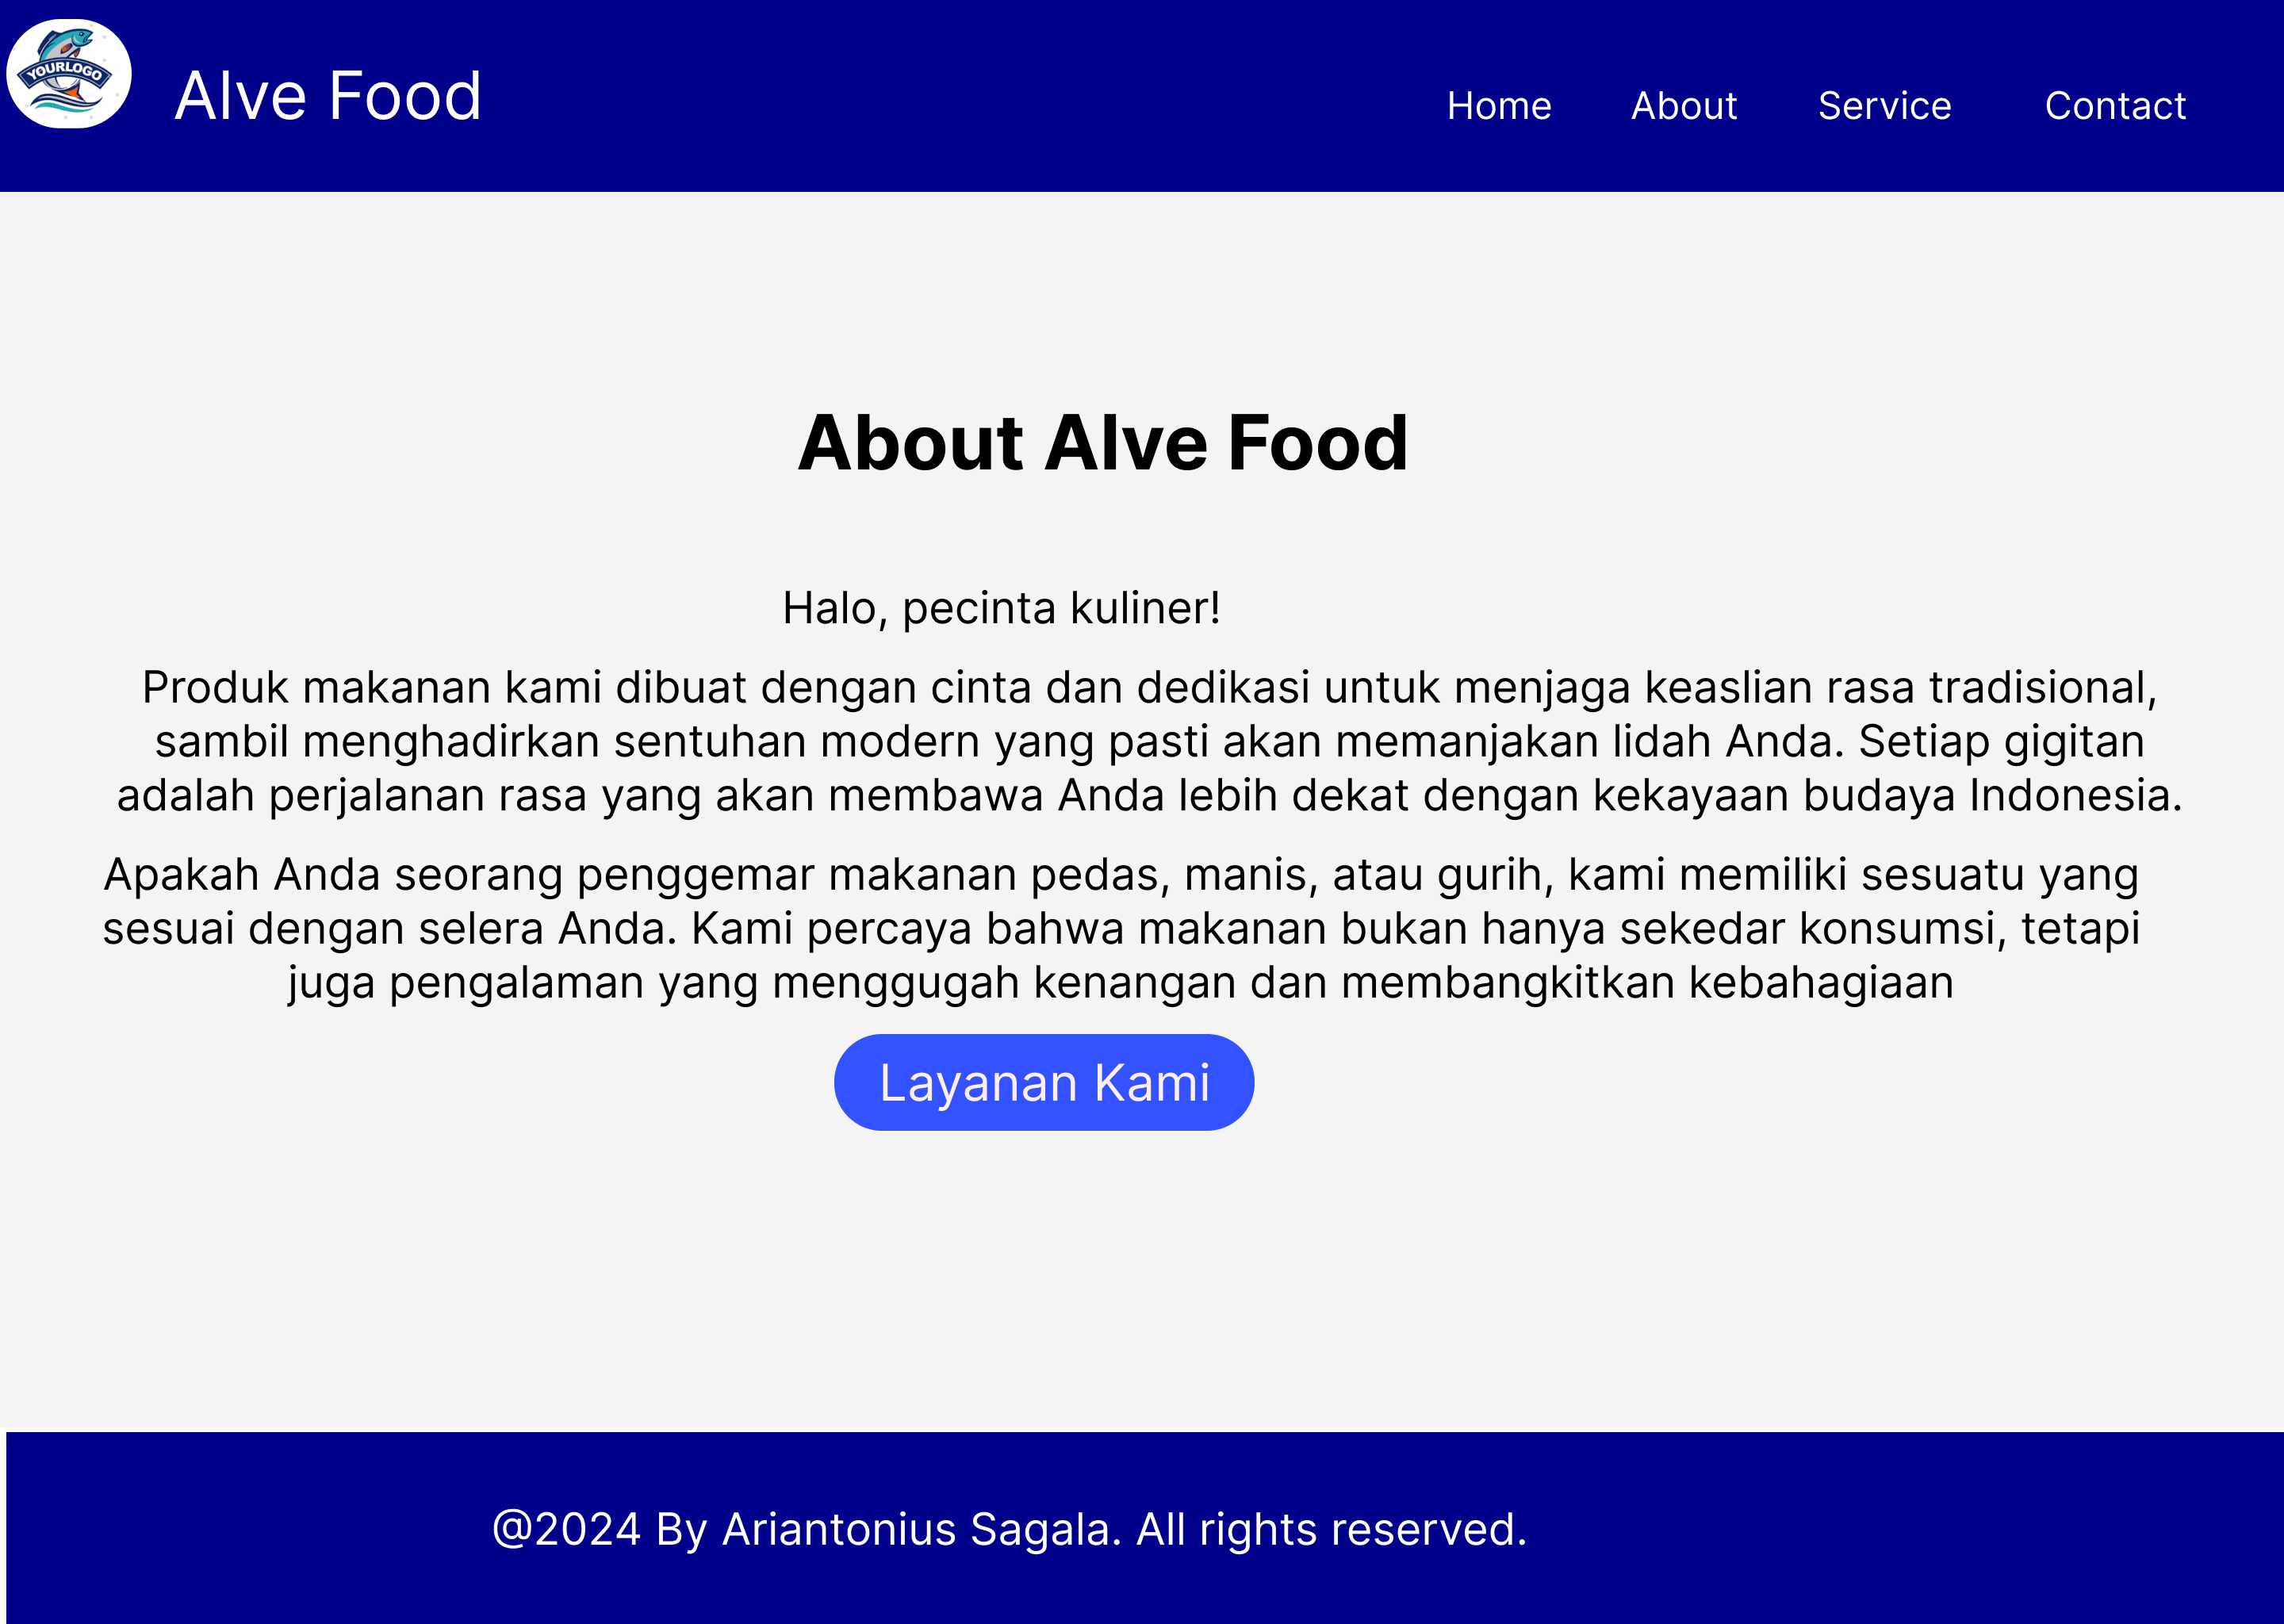 YOURLOGO
Alve Food
Home About Service Contact
About Alve Food
Halo, pecinta kuliner!
Produk makanan kami dibuat dengan cinta dan dedikasi untuk menjaga keaslian rasa tradisional,
sambil menghadirkan sentuhan modern yang pasti akan memanjakan lidah Anda. Setiap gigitan
adalah perjalanan rasa yang akan membawa Anda lebih dekat dengan kekayaan budaya Indonesia.
Apakah Anda seorang penggemar makanan pedas, manis, atau gurih, kami memiliki sesuatu yang
sesuai dengan selera Anda. Kami percaya bahwa makanan bukan hanya sekedar konsumsi, tetapi
juga pengalaman yang menggugah kenangan dan membangkitkan kebahagiaan
Layanan Kami
@2024 By Ariantonius Sagala. All rights reserved.